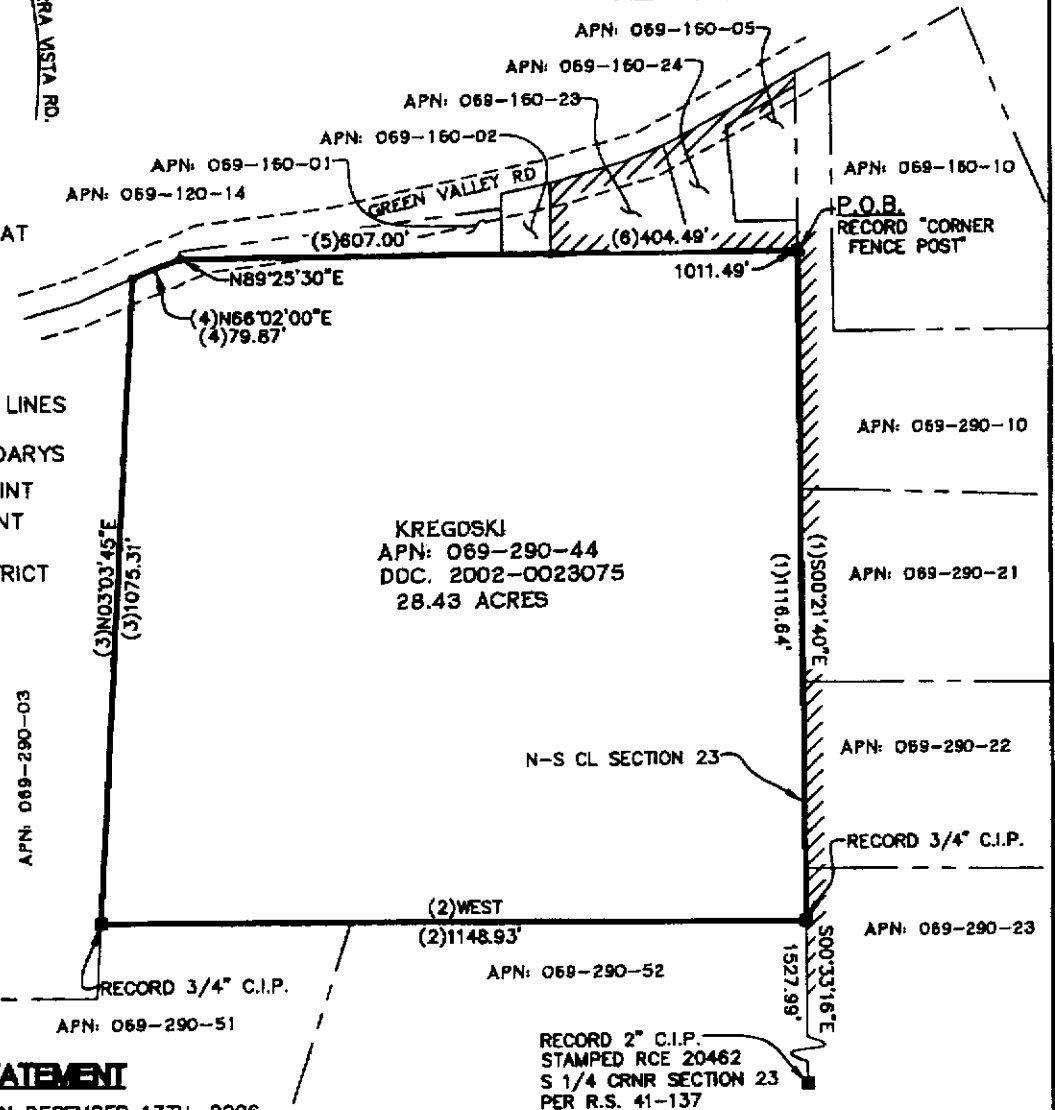 RA VISTA RD.
APN: 069-160-05
APN: 069-160-24
APN: 069-160-23
APN: 069-160-02
APN: 069-160-01
APN: 069-120-14
APN: 069-160-10
GREEN VALLEY RD
P.O.B.
RECORD "CORNER
FENCE POST"
AT
(5)607.00'
(6)404.49'
1011.49'
N89°25'30"E
(4)N66°02'00"E
(4)79.87'
LINES
DARYS
INT
NT
TRICT
APN: 069-290-10
KREGOSKI
APN: 069-290-44
DOC. 2002-0023075
28.43 ACRES
(3)N03°03'45"E
(3)1075.31'
(1)1116.64'
(1)S00°21'40"E
APN: 069-290-21
APN: 069-290-03
N-S CL SECTION 23
APN: 069-290-22
RECORD 3/4" C.I.P.
(2)WEST
(2)1148.93'
APN: 069-290-23
APN: 069-290-52
S00°33'16"E
1527.99'
RECORD 3/4" C.I.P.
APN: 069-290-51
RECORD 2" C.I.P.
STAMPED RCE 20462
S 1/4 CRNR SECTION 23
PER R.S. 41-137
ATEMENT